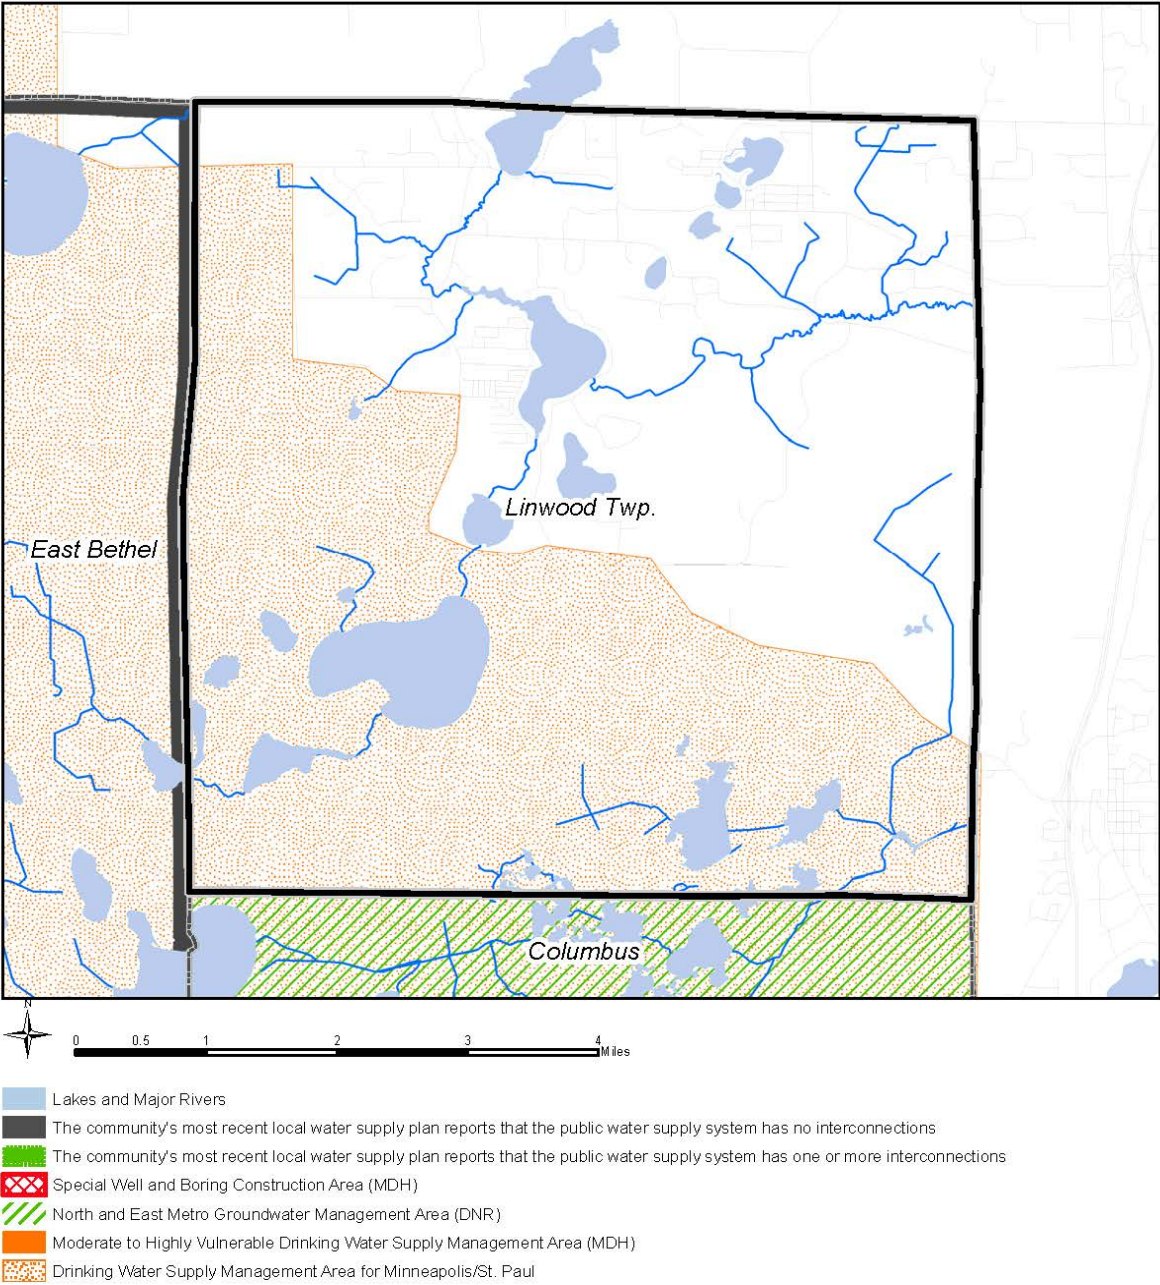 Linwood Twp.
East Bethel
Columbus
N
0 0.5 1 2 3 4
Miles
Lakes and Major Rivers
The community's most recent local water supply plan reports that the public water supply system has no interconnections
The community's most recent local water supply plan reports that the public water supply system has one or more interconnections
Special Well and Boring Construction Area (MDH)
North and East Metro Groundwater Management Area (DNR)
Moderate to Highly Vulnerable Drinking Water Supply Management Area (MDH)
Drinking Water Supply Management Area for Minneapolis/St. Paul